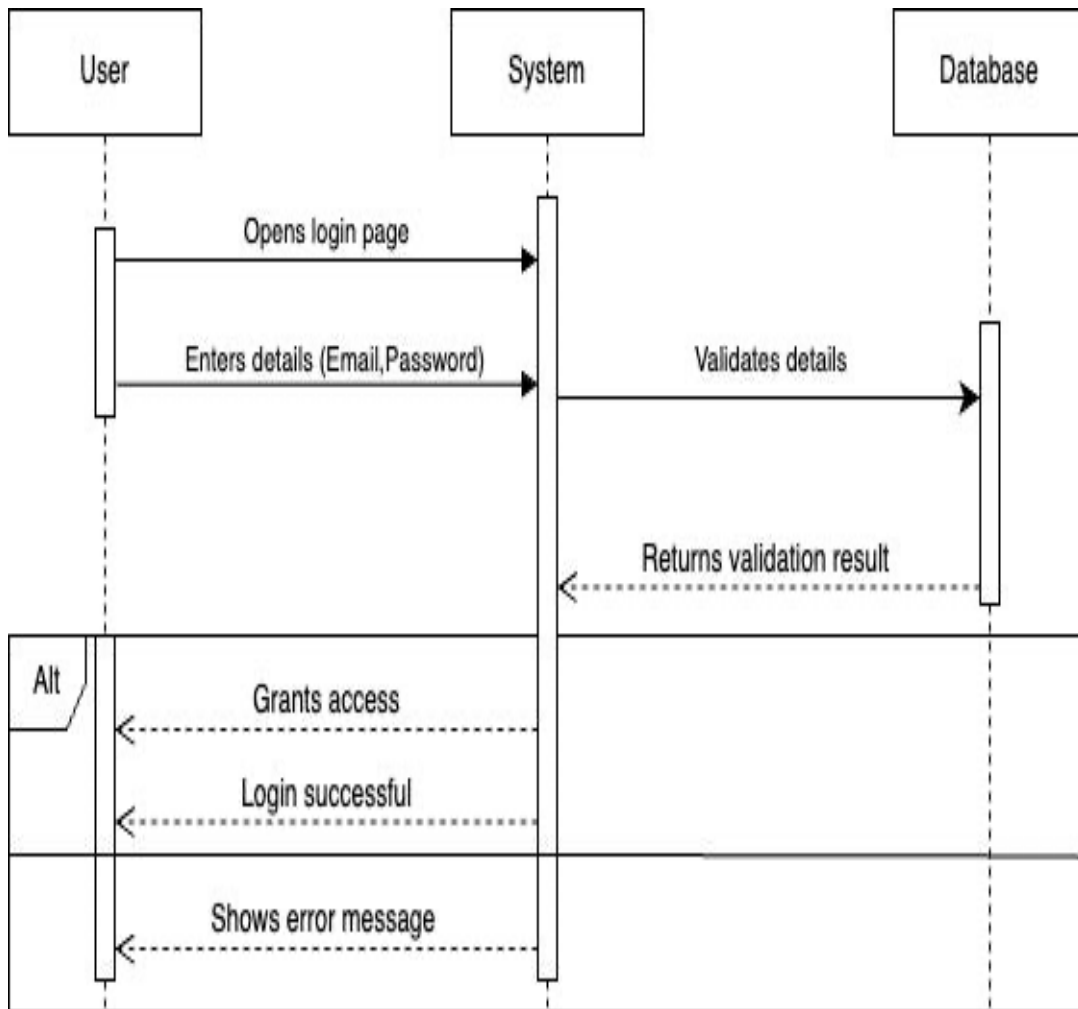 User
System
Database
Opens login page
Enters details (Email,Password)
Validates details
Returns validation result
Alt
Grants access
Login successful
Shows error message